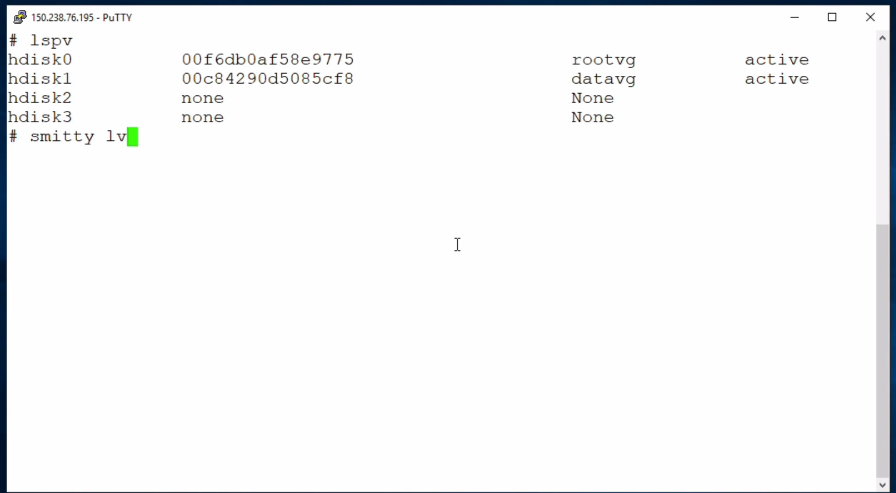 150.238.76.195 - PuTTY
# lspv
hdisk0 00f6db0af58e9775 rootvg active
hdisk1 00c84290d5085cf8 datavg active
hdisk2 none None
hdisk3 none None
# smitty lv